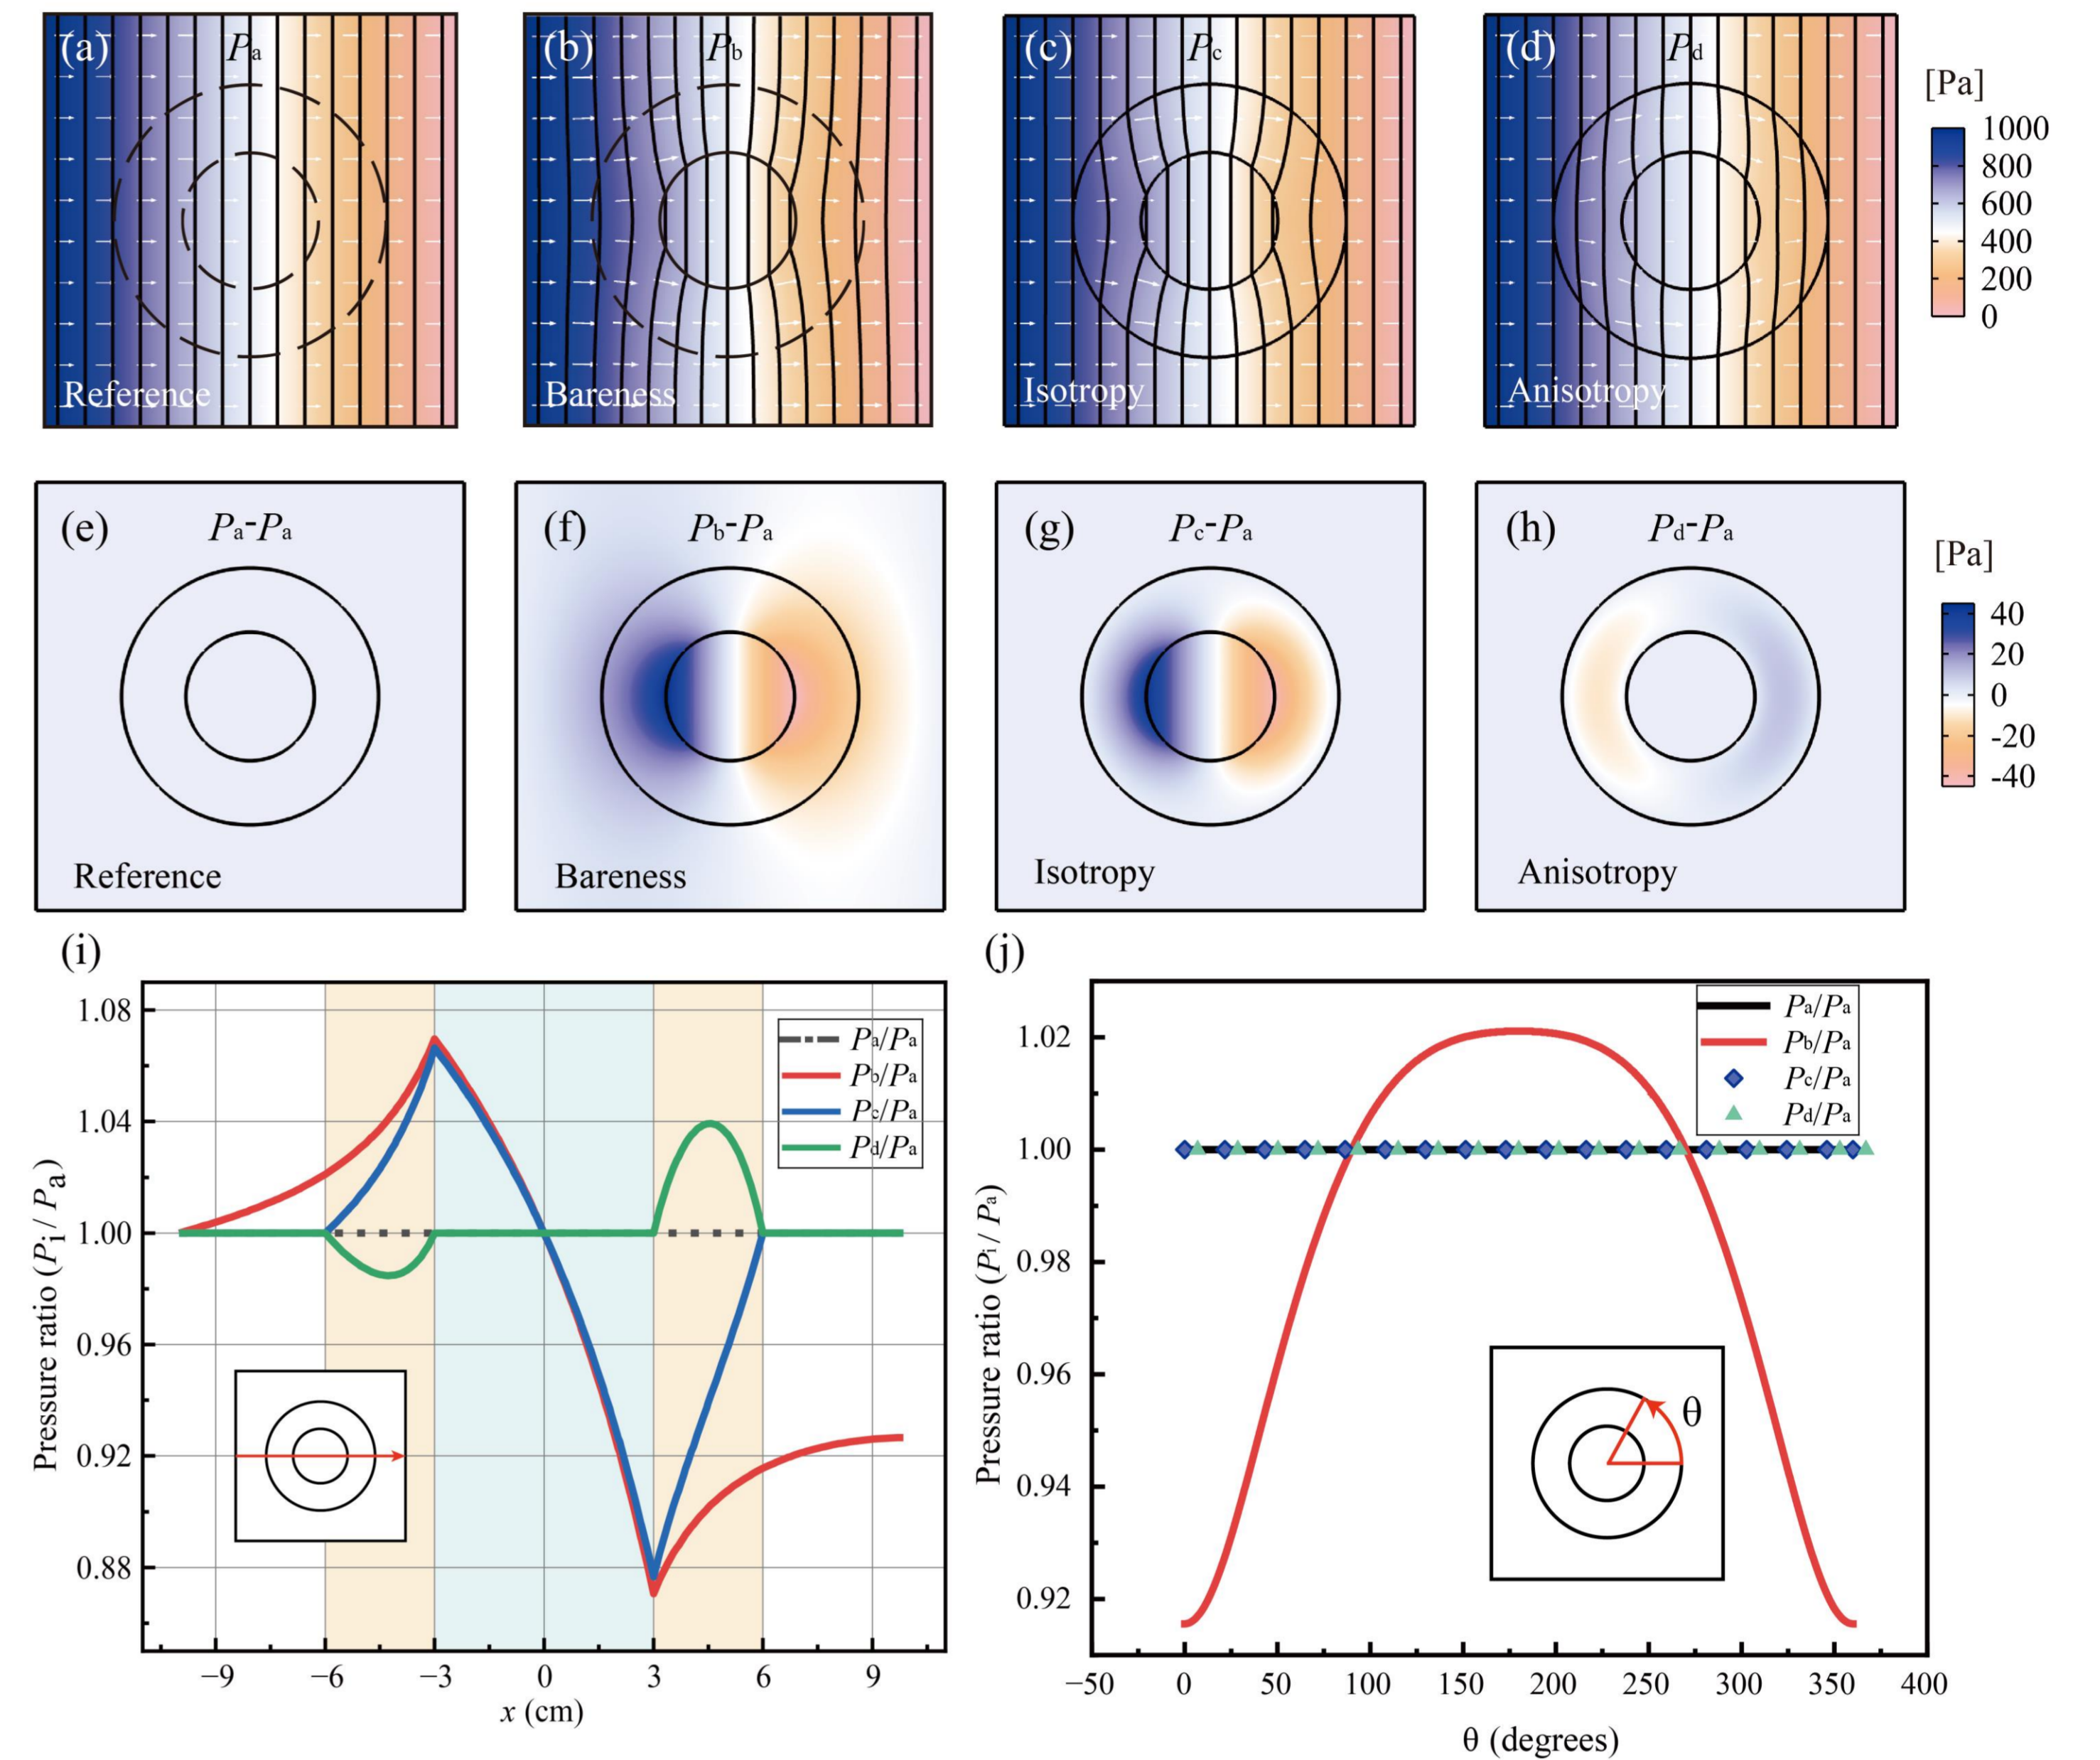 (a) Pa
Reference
(b) Pb
Bareness
(c) Pc
Isotropy
(d) Pd
Anisotropy
[Pa]
1000
800
600
400
200
0
(e) Pa-Pa
Reference
(f) Pb-Pa
Bareness
(g) Pc-Pa
Isotropy
(h) Pd-Pa
Anisotropy
[Pa]
40
20
0
-20
-40
(i)
Pressure ratio (Pi / Pa)
1.08
1.04
1.00
0.96
0.92
0.88
Pa/Pa
Pb/Pa
Pc/Pa
Pd/Pa
−9 −6 −3 0 3 6 9
x (cm)
(j)
Pressure ratio (Pi / Pa)
1.02
1.00
0.98
0.96
0.94
0.92
Pa/Pa
Pb/Pa
Pc/Pa
Pd/Pa
θ
−50 0 50 100 150 200 250 300 350 400
θ (degrees)